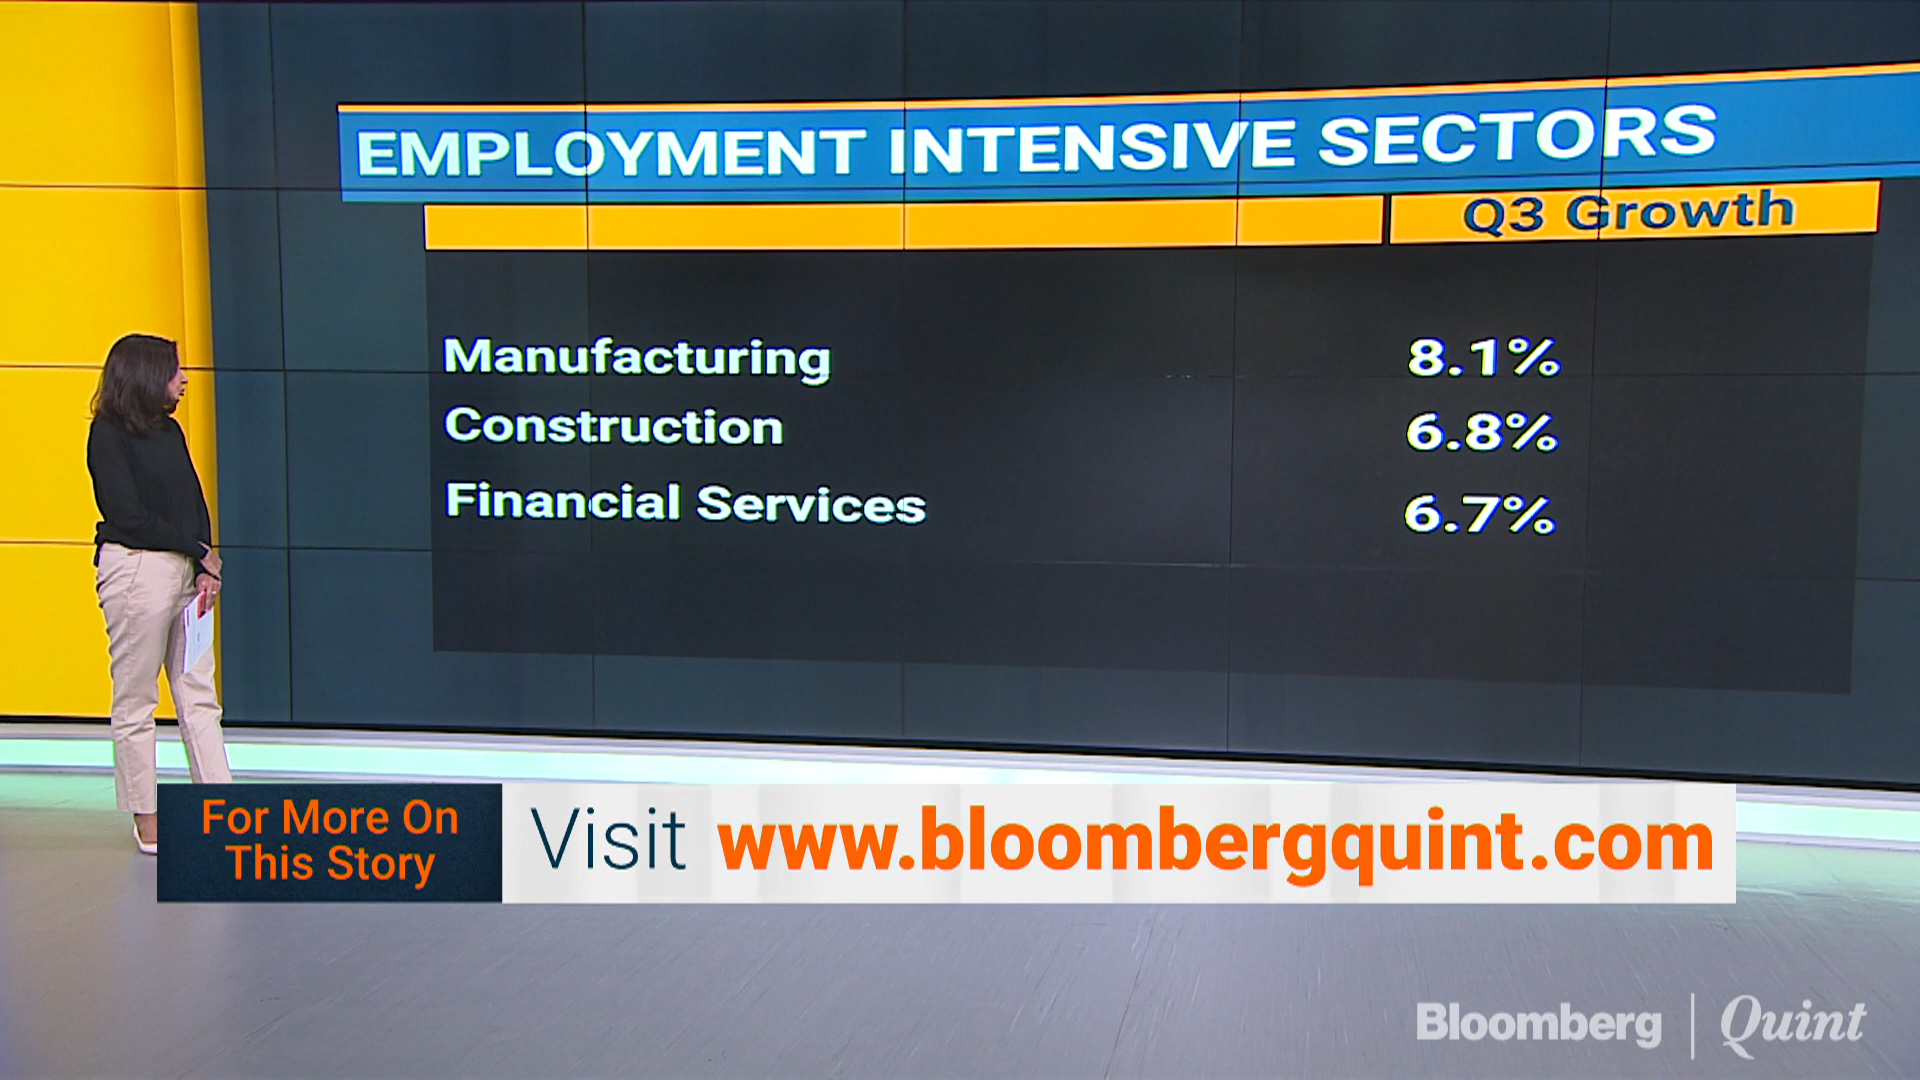 EMPLOYMENT INTENSIVE SECTORS
Q3 Growth
Manufacturing 8.1%
Construction 6.8%
Financial Services 6.7%
For More On
This Story
Visit www.bloombergquint.com
Bloomberg | Quint